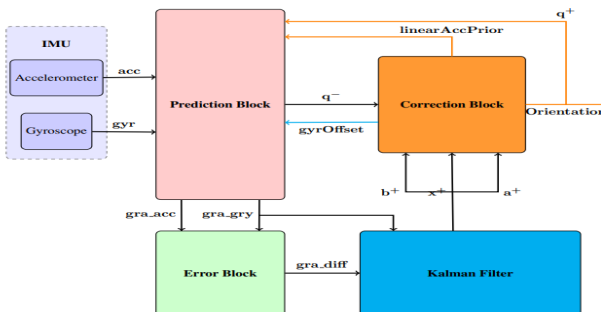 q+
IMU
linearAccPrior
acc
Accelerometer
Prediction Block
q−
Correction Block
Orientation
gyr
Gyroscope
gyrOffset
b+
x+
a+
gra_acc
gra_gry
Error Block
gra_diff
Kalman Filter